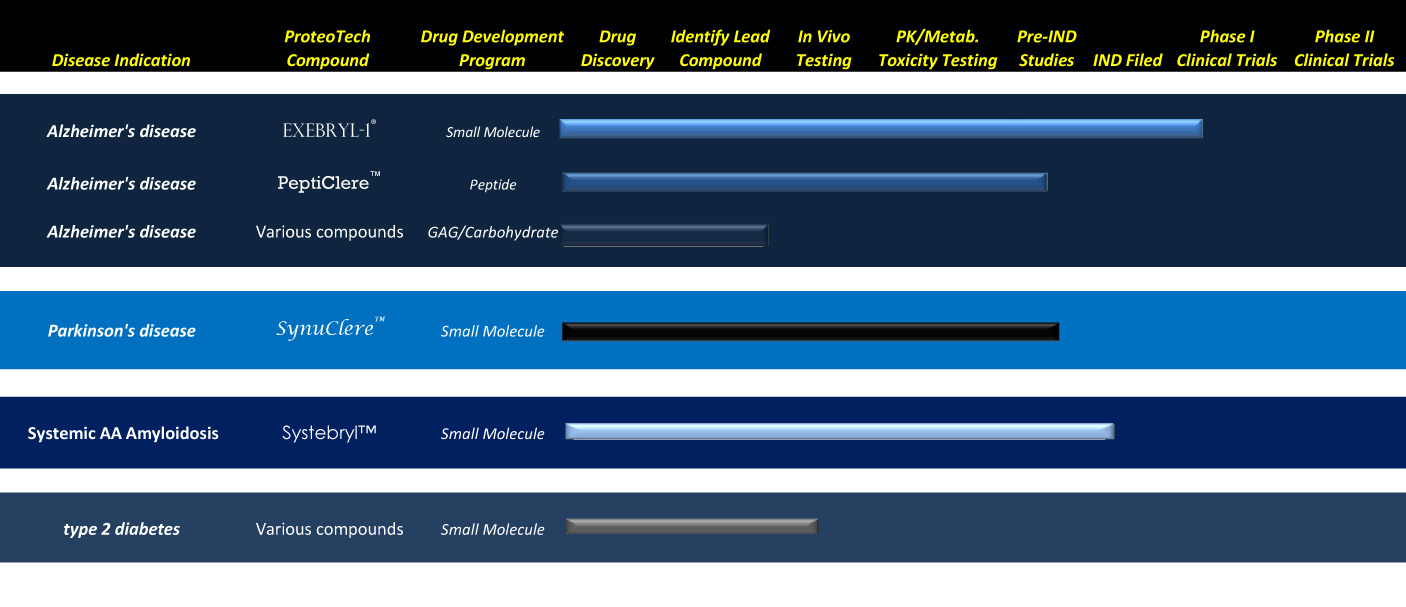 ProteoTech Drug Development Drug Identify Lead In Vivo PK/Metab. Pre-IND Phase I Phase II
Disease Indication Compound Program Discovery Compound Testing Toxicity Testing Studies IND Filed Clinical Trials Clinical Trials
Alzheimer's disease EXEBRYL-1® Small Molecule
Alzheimer's disease PeptiClere™ Peptide
Alzheimer's disease Various compounds GAG/Carbohydrate
Parkinson's disease SynuClere™ Small Molecule
Systemic AA Amyloidosis Systebryl™ Small Molecule
type 2 diabetes Various compounds Small Molecule